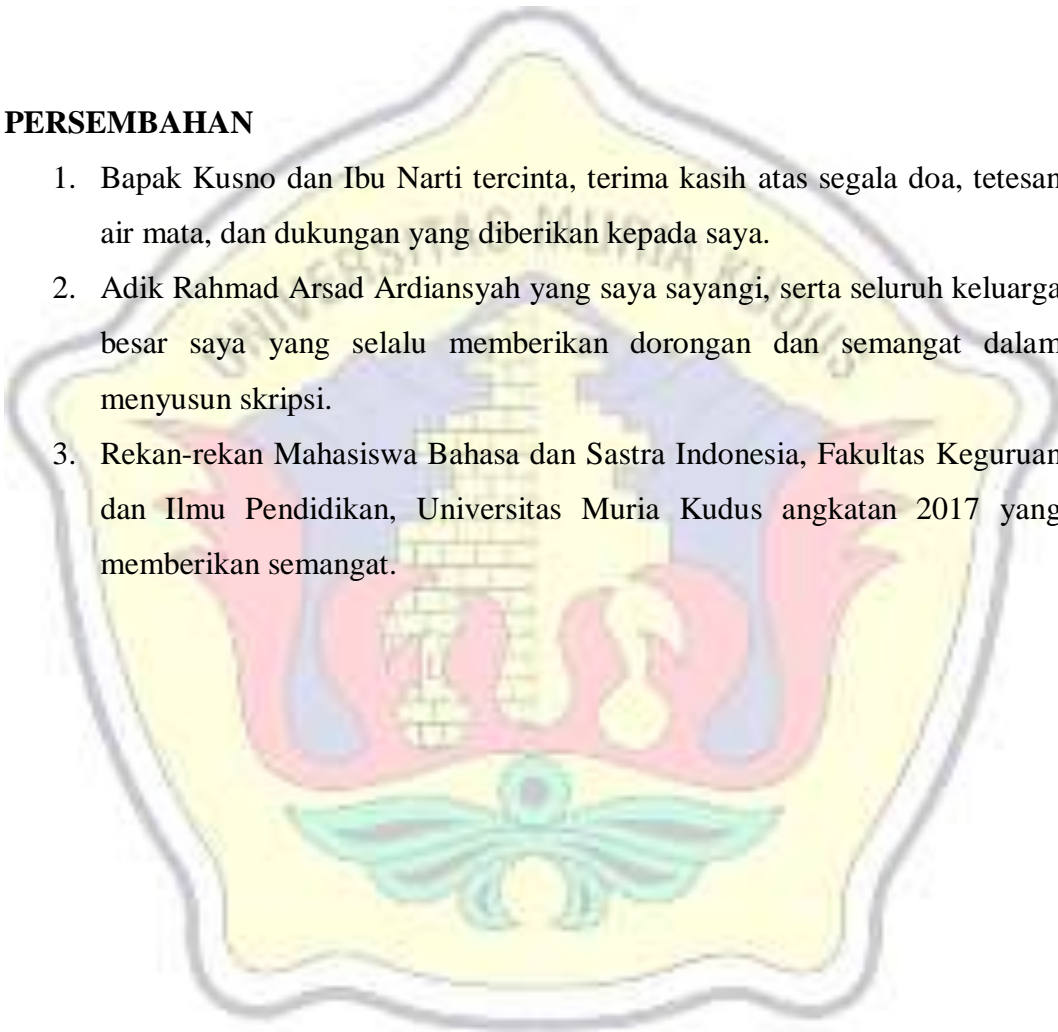 PERSEMBAHAN
1. Bapak Kusno dan Ibu Narti tercinta, terima kasih atas segala doa, tetesan
air mata, dan dukungan yang diberikan kepada saya.
2. Adik Rahmad Arsad Ardiansyah yang saya sayangi, serta seluruh keluarga
besar saya yang selalu memberikan dorongan dan semangat dalam
menyusun skripsi.
3. Rekan-rekan Mahasiswa Bahasa dan Sastra Indonesia, Fakultas Keguruan
dan Ilmu Pendidikan, Universitas Muria Kudus angkatan 2017 yang
memberikan semangat.
UNIVERSITAS MURIA KUDUS